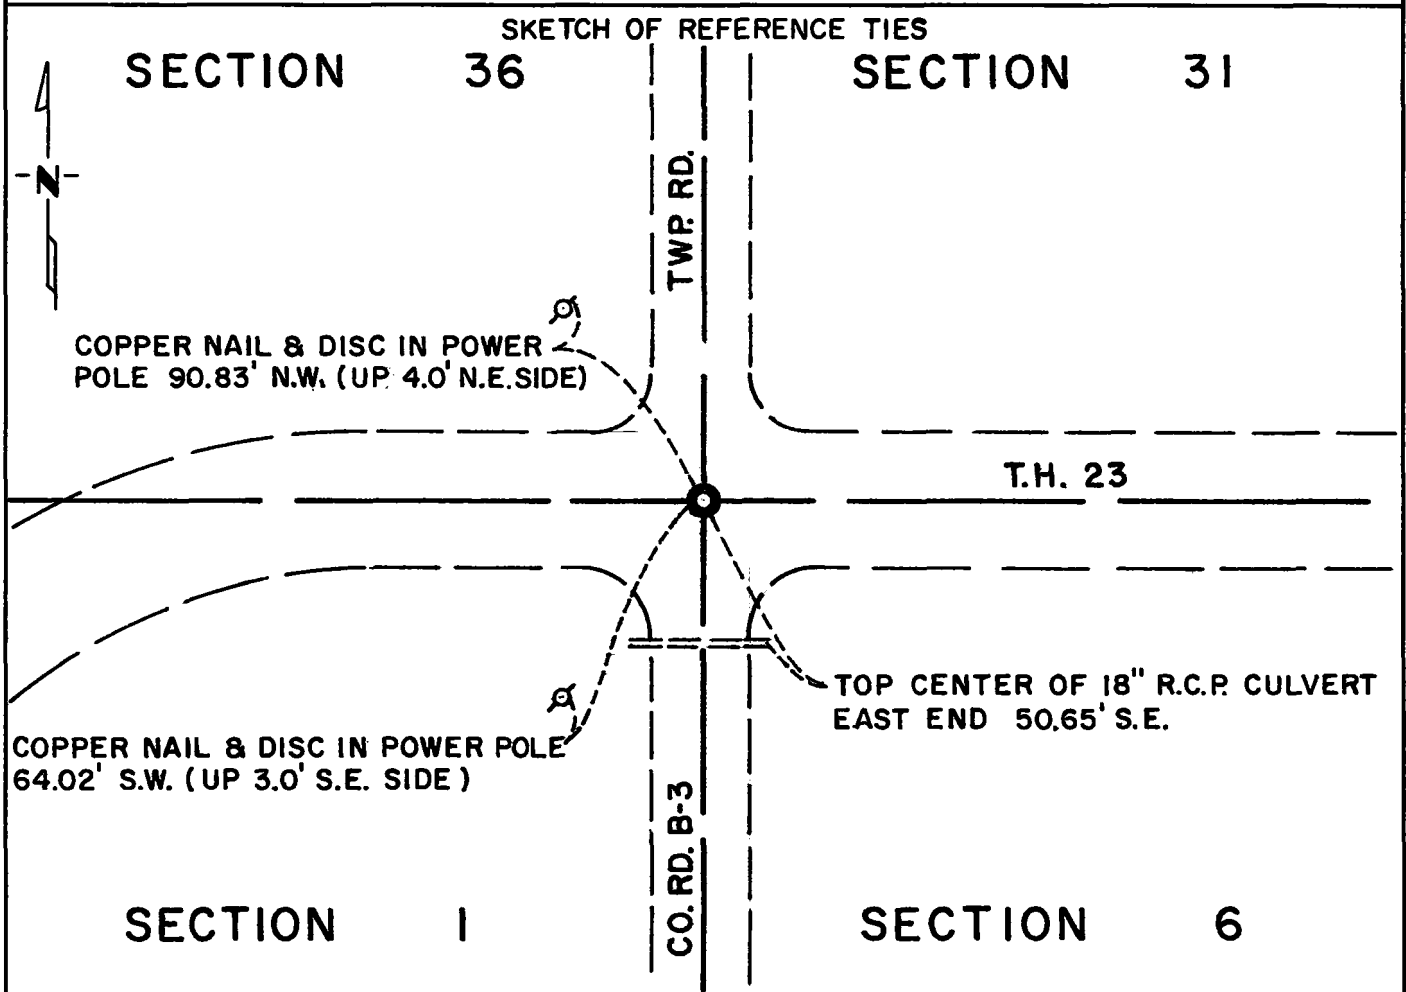 SKETCH OF REFERENCE TIES
SECTION 36
SECTION 31
N
TWP. RD.
COPPER NAIL & DISC IN POWER
POLE 90.83' N.W. (UP 4.0' N.E. SIDE)
T.H. 23
TOP CENTER OF 18" R.C.P. CULVERT
EAST END 50.65' S.E.
COPPER NAIL & DISC IN POWER POLE
64.02' S.W. (UP 3.0' S.E. SIDE)
CO. RD. B-3
SECTION 1
SECTION 6